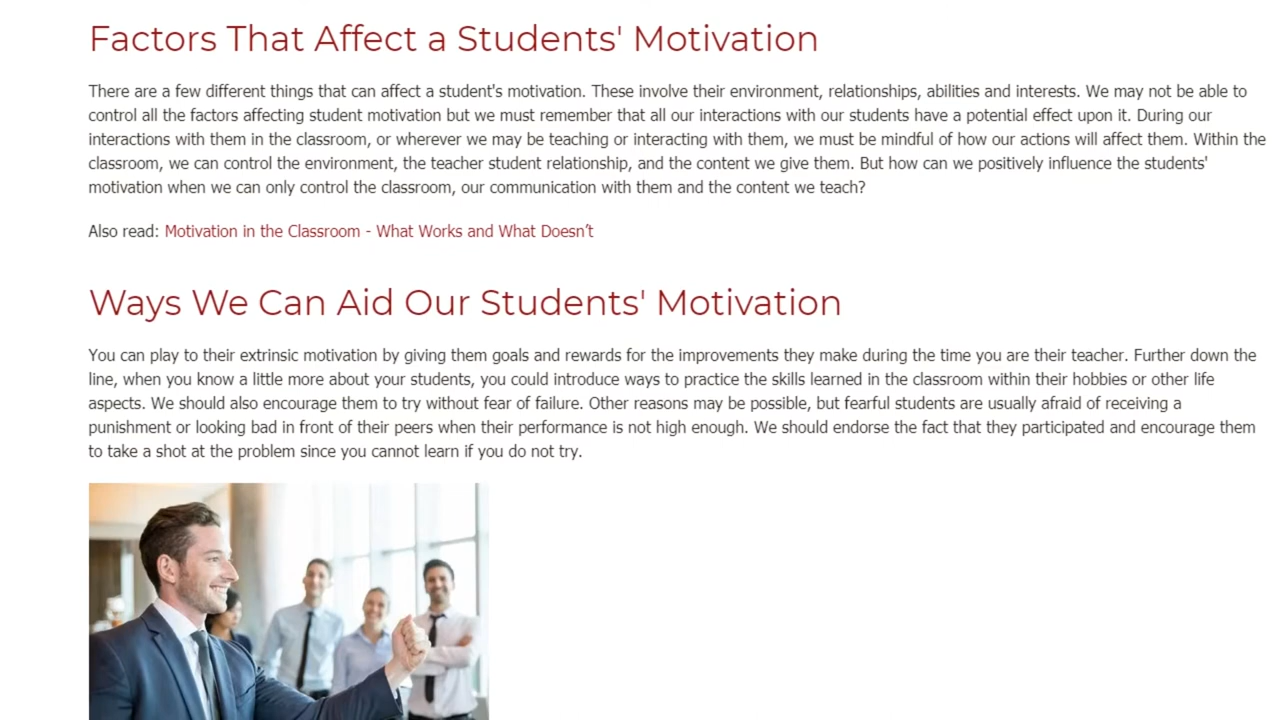 Factors That Affect a Students' Motivation
There are a few different things that can affect a student's motivation. These involve their environment, relationships, abilities and interests. We may not be able to
control all the factors affecting student motivation but we must remember that all our interactions with our students have a potential effect upon it. During our
interactions with them in the classroom, or wherever we may be teaching or interacting with them, we must be mindful of how our actions will affect them. Within the
classroom, we can control the environment, the teacher student relationship, and the content we give them. But how can we positively influence the students'
motivation when we can only control the classroom, our communication with them and the content we teach?
Also read: Motivation in the Classroom - What Works and What Doesn’t
Ways We Can Aid Our Students' Motivation
You can play to their extrinsic motivation by giving them goals and rewards for the improvements they make during the time you are their teacher. Further down the
line, when you know a little more about your students, you could introduce ways to practice the skills learned in the classroom within their hobbies or other life
aspects. We should also encourage them to try without fear of failure. Other reasons may be possible, but fearful students are usually afraid of receiving a
punishment or looking bad in front of their peers when their performance is not high enough. We should endorse the fact that they participated and encourage them
to take a shot at the problem since you cannot learn if you do not try.